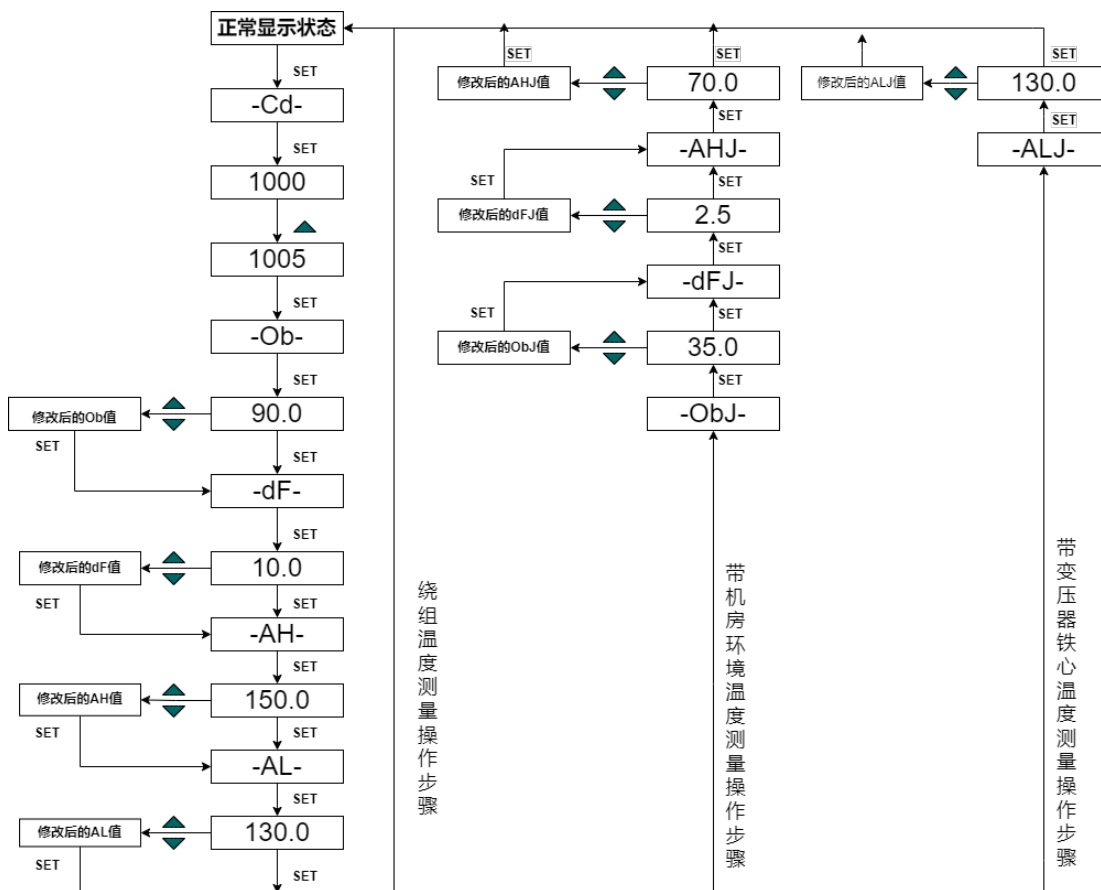 正常显示状态
SET
-Cd-
SET
1000
1005
SET
-Ob-
SET
90.0
修改后的Ob值
SET
SET
-dF-
SET
10.0
修改后的dF值
SET
SET
-AH-
SET
150.0
修改后的AH值
SET
SET
-AL-
SET
130.0
修改后的AL值
SET
SET
绕组温度测量操作步骤
SET
SET
修改后的AHJ值
70.0
SET
-AHJ-
SET
SET
修改后的dFJ值
2.5
SET
-dFJ-
SET
SET
修改后的ObJ值
35.0
SET
-ObJ-
带机房环境温度测量操作步骤
SET
修改后的ALJ值
130.0
SET
-ALJ-
带变压器铁心温度测量操作步骤